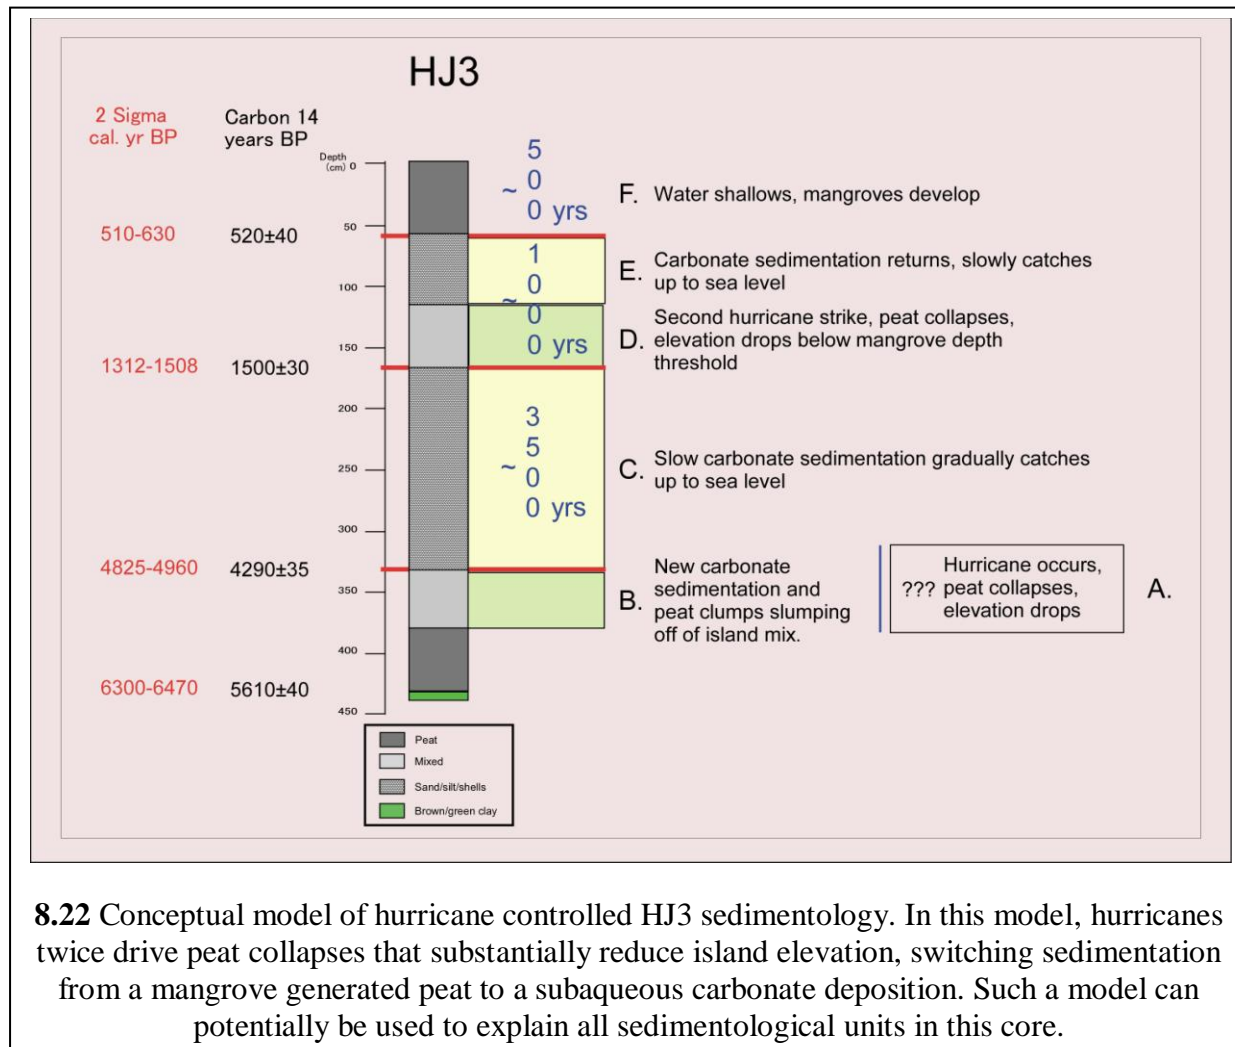 HJ3
2 Sigma
cal. yr BP
Carbon 14
years BP
Depth
(cm) 0
50
100
150
200
250
300
350
400
450
510-630
520±40
1312-1508
1500±30
4825-4960
4290±35
6300-6470
5610±40
5
0
~
0 yrs
1
0
~
0
0 yrs
3
5
~
0
0 yrs
F. Water shallows, mangroves develop
E. Carbonate sedimentation returns, slowly catches
up to sea level
D. Second hurricane strike, peat collapses,
elevation drops below mangrove depth
threshold
C. Slow carbonate sedimentation gradually catches
up to sea level
B. New carbonate
sedimentation and
peat clumps slumping
off of island mix.
Hurricane occurs,
??? peat collapses,
elevation drops
A.
Peat
Mixed
Sand/silt/shells
Brown/green clay
8.22 Conceptual model of hurricane controlled HJ3 sedimentology. In this model, hurricanes
twice drive peat collapses that substantially reduce island elevation, switching sedimentation
from a mangrove generated peat to a subaqueous carbonate deposition. Such a model can
potentially be used to explain all sedimentological units in this core.